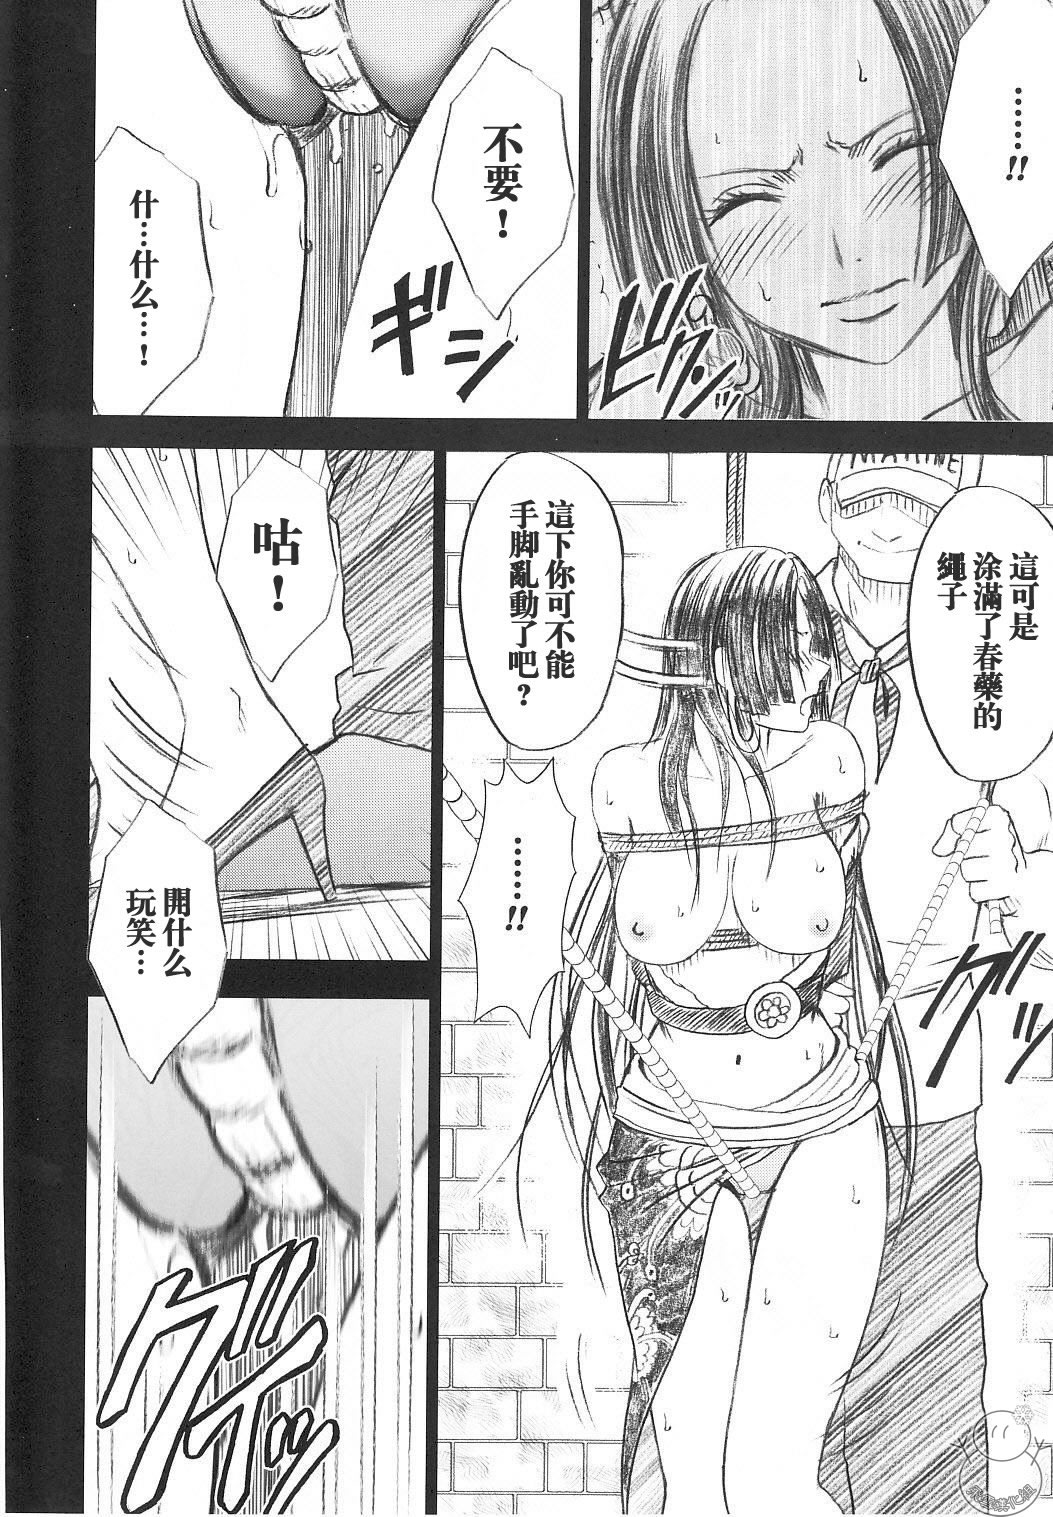 ……!!
ビクンッ
不要！
ギシ
什…什么…！
MARINE
這可是
涂滿了春藥的
繩子
這下你可不能
手脚亂動了吧？
……!!
グッ
咕！
開什么
玩笑…
グイッ